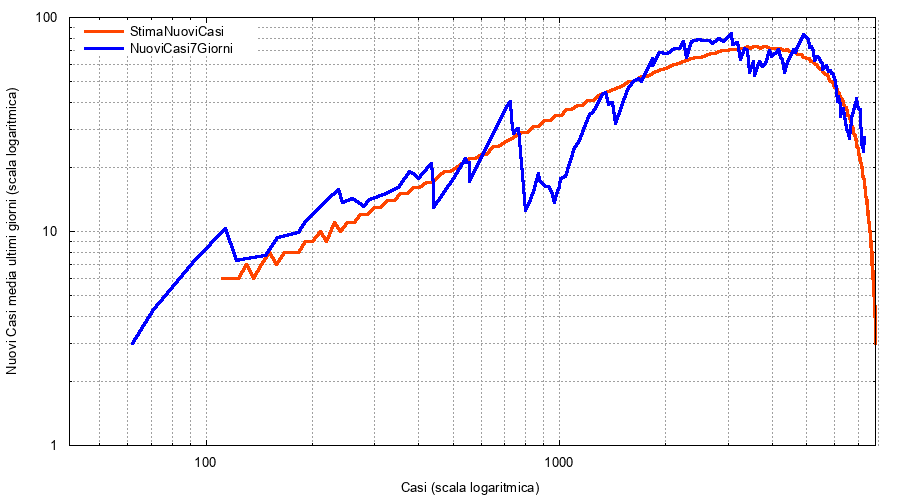 100
StimaNuoviCasi
NuoviCasi7Giorni
10
1
Nuovi Casi media ultimi giorni (scala logaritmica)
100
1000
Casi (scala logaritmica)